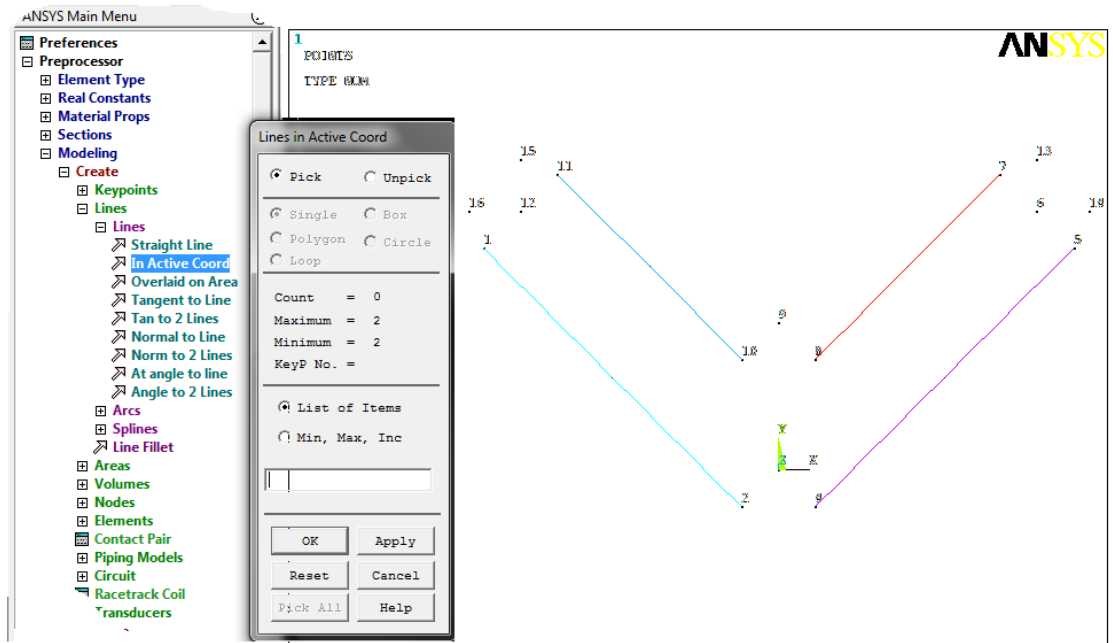 ANSYS Main Menu
Preferences
Preprocessor
Element Type
Real Constants
Material Props
Sections
Modeling
Create
Keypoints
Lines
Lines
Straight Line
In Active Coord
Overlaid on Area
Tangent to Line
Tan to 2 Lines
Normal to Line
Norm to 2 Lines
At angle to line
Angle to 2 Lines
Arcs
Splines
Line Fillet
Areas
Volumes
Nodes
Elements
Contact Pair
Piping Models
Circuit
Racetrack Coil
Transducers
Lines in Active Coord
Pick Unpick
Single Box
Polygon Circle
Loop
Count = 0
Maximum = 2
Minimum = 2
KeyP No. =
List of Items
Min, Max, Inc
OK Apply
Reset Cancel
Pick All Help
1
POINTS
TYPE NUM
ANSYS
15 11 7 13
16 12 6 14
1 5
9
10 8
Y
Z X
2 4